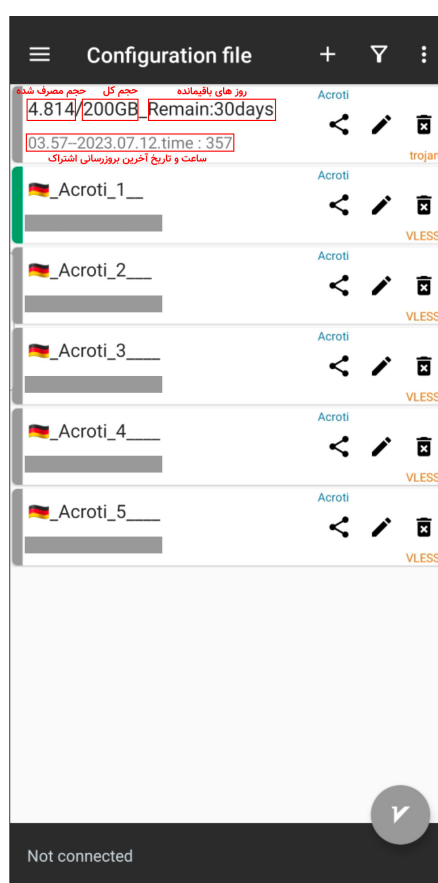 Configuration file
حجم مصرف شده حجم کل روز های باقیمانده
Acroti
4.814/200GB_Remain:30days
03.57--2023.07.12.time : 357
ساعت و تاریخ آخرین بروزرسانی اشتراک
trojan
Acroti
🇩🇪_Acroti_1__
VLESS
Acroti
🇩🇪_Acroti_2___
VLESS
Acroti
🇩🇪_Acroti_3____
VLESS
Acroti
🇩🇪_Acroti_4____
VLESS
Acroti
🇩🇪_Acroti_5____
VLESS
Not connected